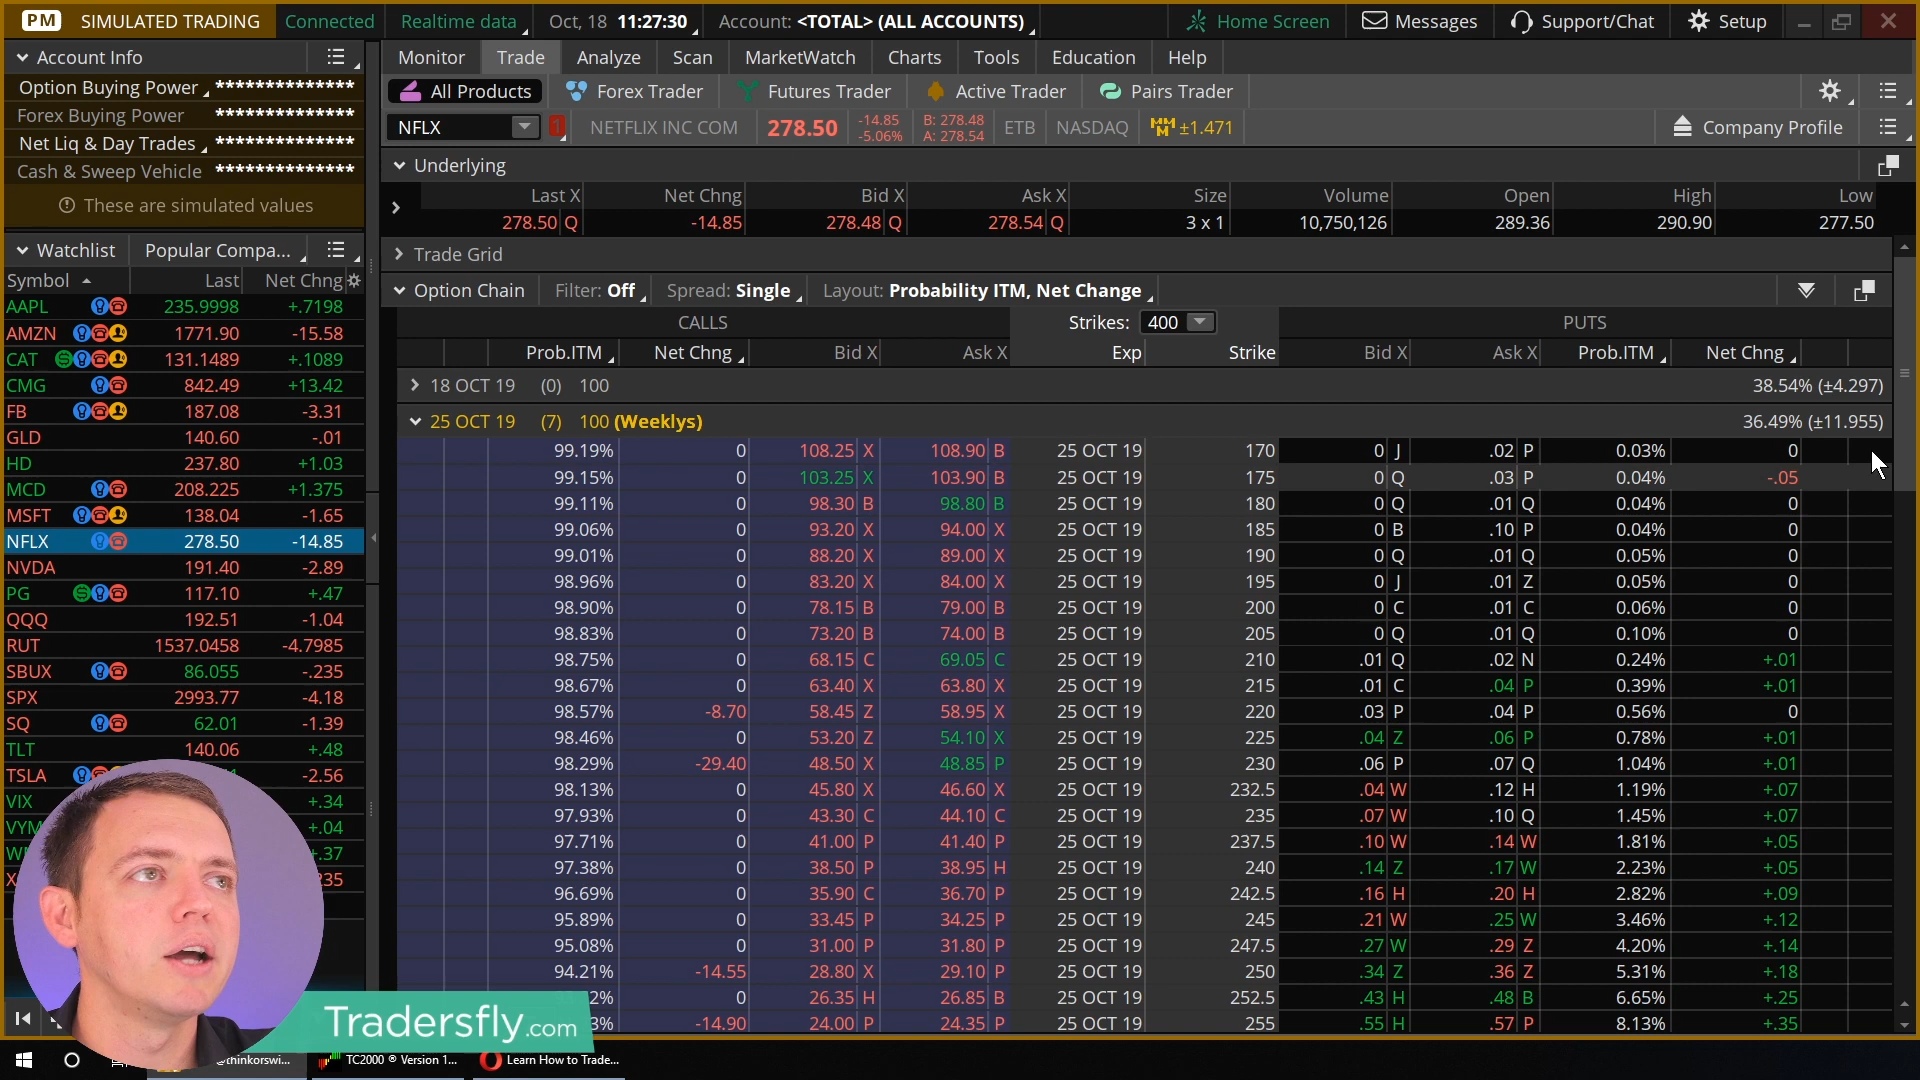 PM SIMULATED TRADING Connected Realtime data Oct, 18 11:27:30 Account: <TOTAL> (ALL ACCOUNTS) Home Screen Messages Support/Chat Setup
Account Info
Option Buying Power **************
Forex Buying Power **************
Net Liq & Day Trades **************
Cash & Sweep Vehicle **************
These are simulated values
Watchlist Popular Compa...
Symbol Last Net Chng
AAPL 235.9998 +.7198
AMZN 1771.90 -15.58
CAT 131.1489 +.1089
CMG 842.49 +13.42
FB 187.08 -3.31
GLD 140.60 -.01
HD 237.80 +1.03
MCD 208.225 +1.375
MSFT 138.04 -1.65
NFLX 278.50 -14.85
NVDA 191.40 -2.89
PG 117.10 +.47
QQQ 192.51 -1.04
RUT 1537.0458 -4.7985
SBUX 86.055 -.235
SPX 2993.77 -4.18
SQ 62.01 -1.39
TLT 140.06 +.48
TSLA -2.56
VIX +.34
VYM +.04
Monitor Trade Analyze Scan MarketWatch Charts Tools Education Help
All Products Forex Trader Futures Trader Active Trader Pairs Trader
NFLX 1 NETFLIX INC COM 278.50 -14.85 -5.06% B: 278.48 A: 278.54 ETB NASDAQ ±1.471 Company Profile
Underlying
Last X Net Chng Bid X Ask X Size Volume Open High Low
278.50 Q -14.85 278.48 Q 278.54 Q 3 x 1 10,750,126 289.36 290.90 277.50
Trade Grid
Option Chain Filter: Off Spread: Single Layout: Probability ITM, Net Change
CALLS Strikes: 400 PUTS
Prob.ITM Net Chng Bid X Ask X Exp Strike Bid X Ask X Prob.ITM Net Chng
18 OCT 19 (0) 100 38.54% (±4.297)
25 OCT 19 (7) 100 (Weeklys) 36.49% (±11.955)
99.19% 0 108.25 X 108.90 B 25 OCT 19 170 0 J .02 P 0.03% 0
99.15% 0 103.25 X 103.90 B 25 OCT 19 175 0 Q .03 P 0.04% -.05
99.11% 0 98.30 B 98.80 B 25 OCT 19 180 0 Q .01 Q 0.04% 0
99.06% 0 93.20 X 94.00 X 25 OCT 19 185 0 B .10 P 0.04% 0
99.01% 0 88.20 X 89.00 X 25 OCT 19 190 0 Q .01 Q 0.05% 0
98.96% 0 83.20 X 84.00 X 25 OCT 19 195 0 J .01 Z 0.05% 0
98.90% 0 78.15 B 79.00 B 25 OCT 19 200 0 C .01 C 0.06% 0
98.83% 0 73.20 B 74.00 B 25 OCT 19 205 0 Q .01 Q 0.10% 0
98.75% 0 68.15 C 69.05 C 25 OCT 19 210 .01 Q .02 N 0.24% +.01
98.67% 0 63.40 X 63.80 X 25 OCT 19 215 .01 C .04 P 0.39% +.01
98.57% -8.70 58.45 Z 58.95 X 25 OCT 19 220 .03 P .04 P 0.56% 0
98.46% 0 53.20 Z 54.10 X 25 OCT 19 225 .04 Z .06 P 0.78% +.01
98.29% -29.40 48.50 X 48.85 P 25 OCT 19 230 .06 P .07 Q 1.04% +.01
98.13% 0 45.80 X 46.60 X 25 OCT 19 232.5 .04 W .12 H 1.19% +.07
97.93% 0 43.30 C 44.10 C 25 OCT 19 235 .07 W .10 Q 1.45% +.07
97.71% 0 41.00 P 41.40 P 25 OCT 19 237.5 .10 W .14 W 1.81% +.05
97.38% 0 38.50 P 38.95 H 25 OCT 19 240 .14 Z .17 W 2.23% +.05
96.69% 0 35.90 C 36.70 P 25 OCT 19 242.5 .16 H .20 H 2.82% +.09
95.89% 0 33.45 P 34.25 P 25 OCT 19 245 .21 W .25 W 3.46% +.12
95.08% 0 31.00 P 31.80 P 25 OCT 19 247.5 .27 W .29 Z 4.20% +.14
94.21% -14.55 28.80 X 29.10 P 25 OCT 19 250 .34 Z .36 Z 5.31% +.18
0 26.35 H 26.85 B 25 OCT 19 252.5 .43 H .48 B 6.65% +.25
-14.90 24.00 P 24.35 P 25 OCT 19 255 .55 H .57 P 8.13% +.35
Tradersfly.com
TC2000 ® Version 1... Learn How to Trade...